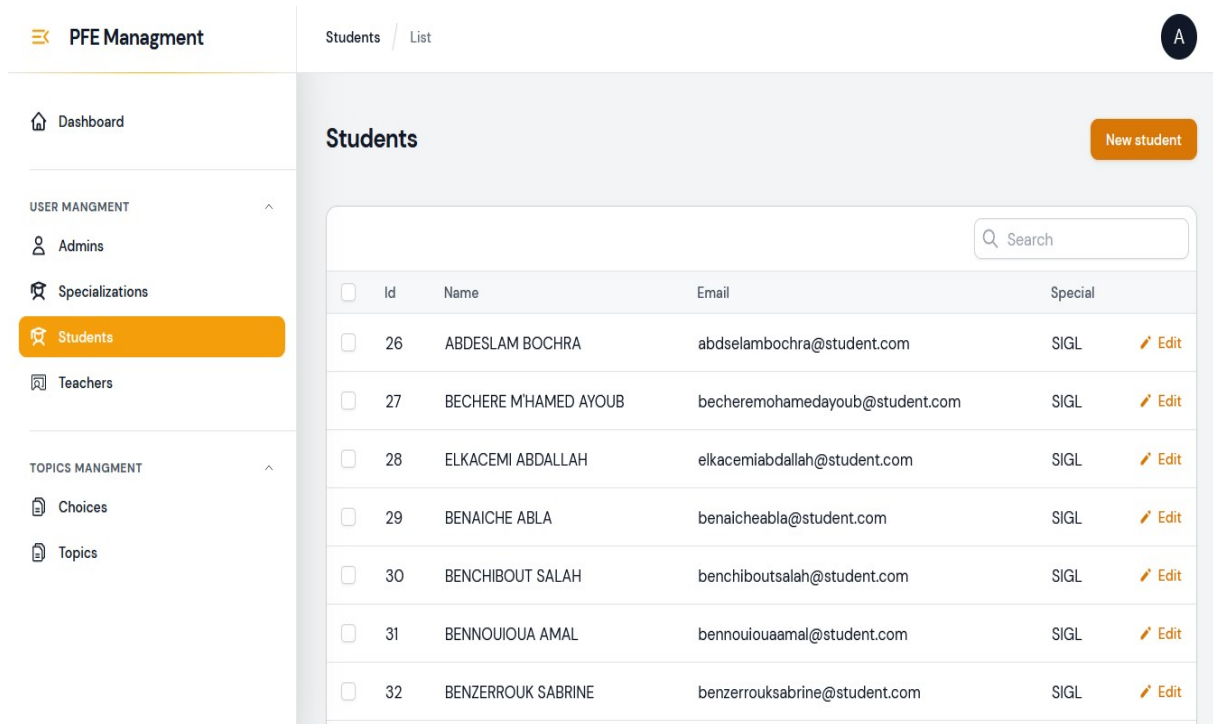 PFE Managment
Students / List
A
Dashboard
USER MANGMENT
Admins
Specializations
Students
Teachers
TOPICS MANGMENT
Choices
Topics
Students
New student
Search
Id Name Email Special
26 ABDESLAM BOCHRA abdselambochra@student.com SIGL Edit
27 BECHERE M'HAMED AYOUB becheremohamedayoub@student.com SIGL Edit
28 ELKACEMI ABDALLAH elkacemiabdallah@student.com SIGL Edit
29 BENAICHE ABLA benaicheabla@student.com SIGL Edit
30 BENCHIBOUT SALAH benchiboutsalah@student.com SIGL Edit
31 BENNOUIOUA AMAL bennouiouaamal@student.com SIGL Edit
32 BENZERROUK SABRINE benzerrouksabrine@student.com SIGL Edit